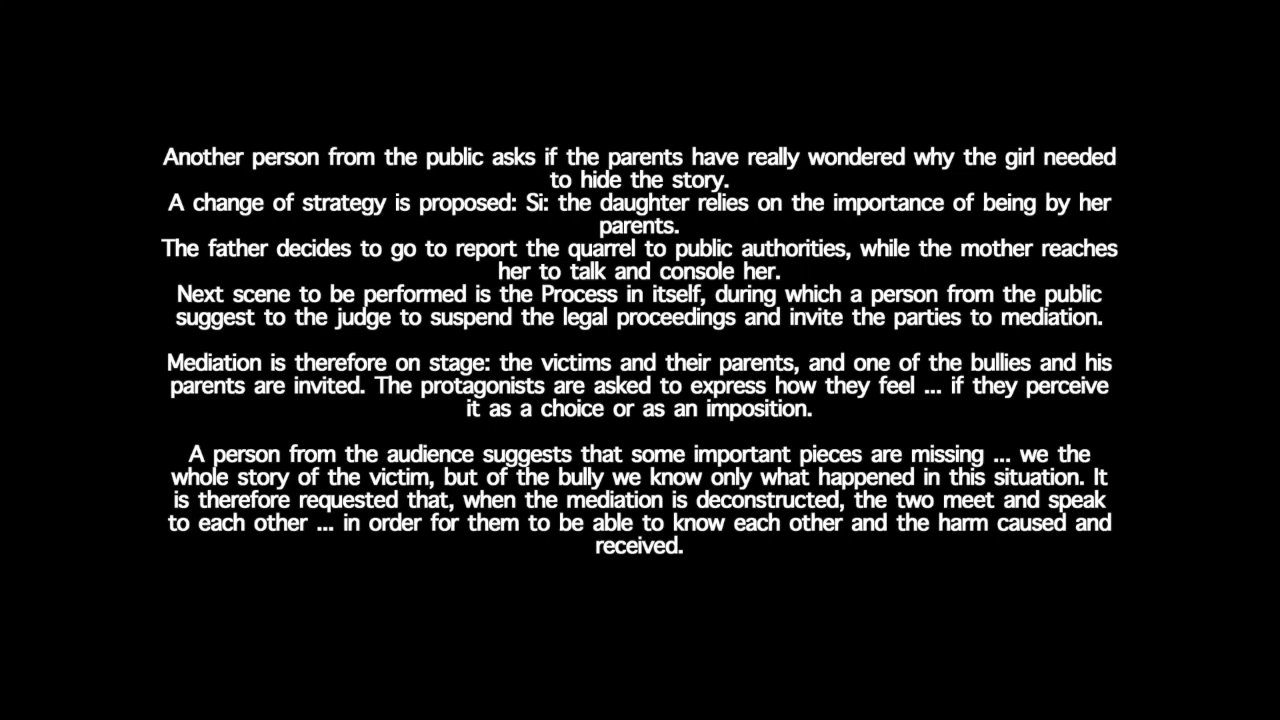 Another person from the public asks if the parents have really wondered why the girl needed
to hide the story.
A change of strategy is proposed: Si: the daughter relies on the importance of being by her
parents.
The father decides to go to report the quarrel to public authorities, while the mother reaches
her to talk and console her.
Next scene to be performed is the Process in itself, during which a person from the public
suggest to the judge to suspend the legal proceedings and invite the parties to mediation.
Mediation is therefore on stage: the victims and their parents, and one of the bullies and his
parents are invited. The protagonists are asked to express how they feel ... if they perceive
it as a choice or as an imposition.
A person from the audience suggests that some important pieces are missing ... we the
whole story of the victim, but of the bully we know only what happened in this situation. It
is therefore requested that, when the mediation is deconstructed, the two meet and speak
to each other ... in order for them to be able to know each other and the harm caused and
received.